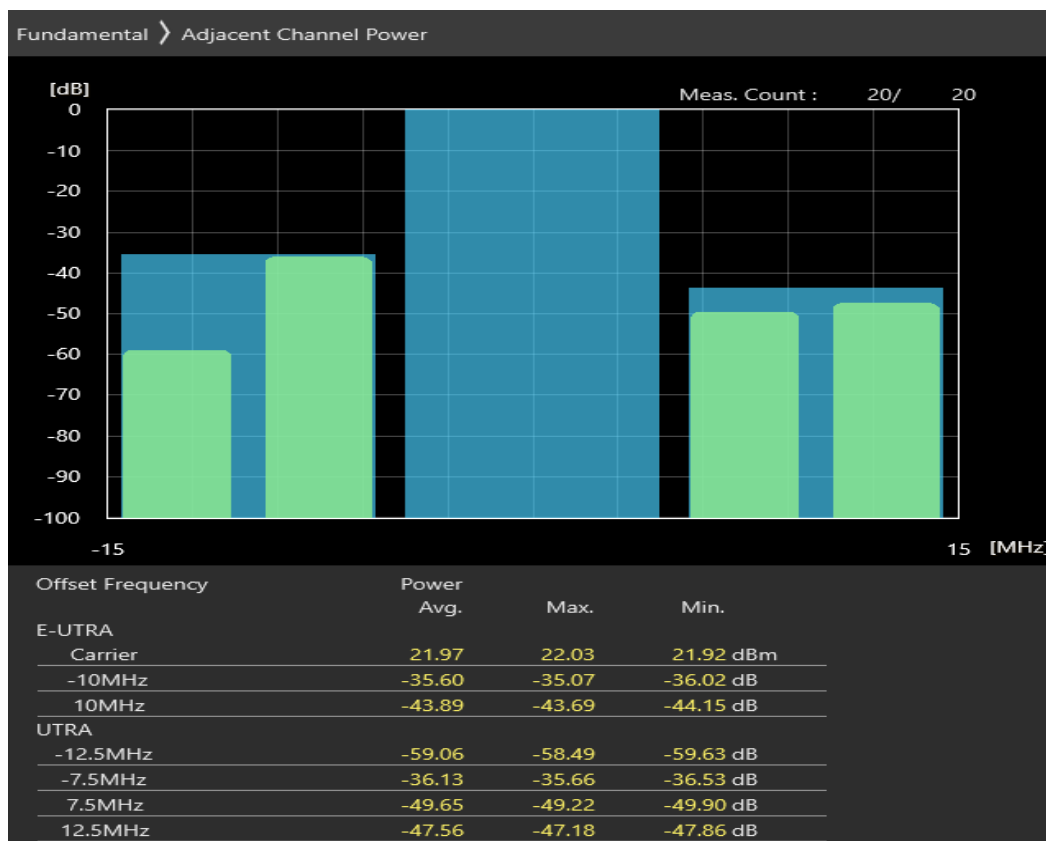 Fundamental 〉 Adjacent Channel Power
[dB]
Meas. Count : 20/ 20
0
-10
-20
-30
-40
-50
-60
-70
-80
-90
-100
-15 15 [MHz]
Offset Frequency Power
Avg. Max. Min.
E-UTRA
Carrier 21.97 22.03 21.92 dBm
-10MHz -35.60 -35.07 -36.02 dB
10MHz -43.89 -43.69 -44.15 dB
UTRA
-12.5MHz -59.06 -58.49 -59.63 dB
-7.5MHz -36.13 -35.66 -36.53 dB
7.5MHz -49.65 -49.22 -49.90 dB
12.5MHz -47.56 -47.18 -47.86 dB